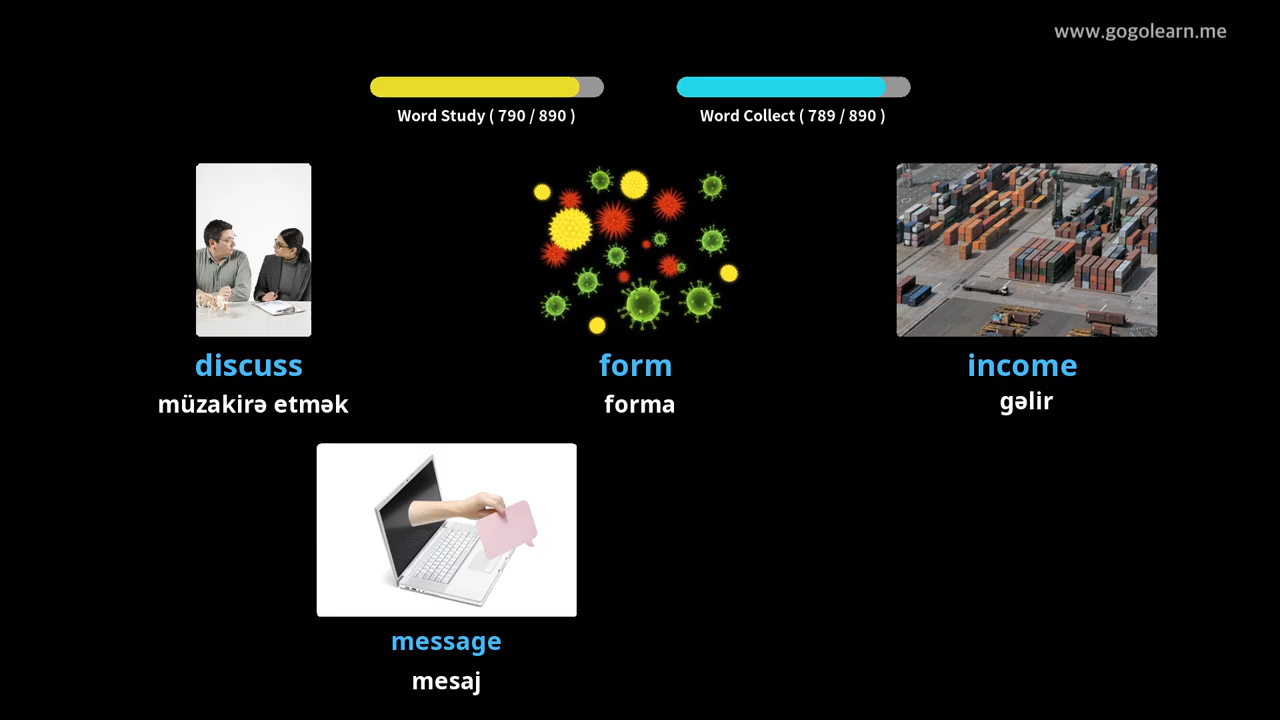 www.gogolearn.me
Word Study ( 790 / 890 )
Word Collect ( 789 / 890 )
discuss
müzakirə etmək
form
forma
income
gəlir
message
mesaj